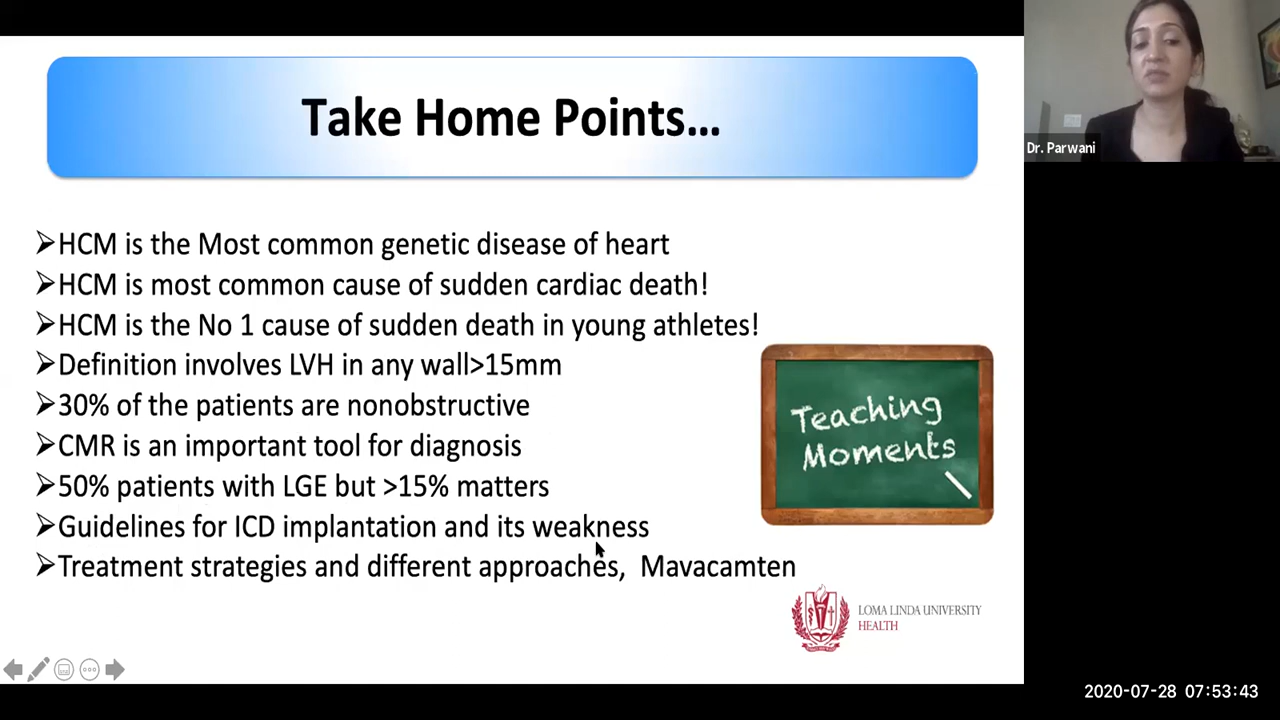 Take Home Points...
Dr. Parwani
➢HCM is the Most common genetic disease of heart
➢HCM is most common cause of sudden cardiac death!
➢HCM is the No 1 cause of sudden death in young athletes!
➢Definition involves LVH in any wall>15mm
➢30% of the patients are nonobstructive
➢CMR is an important tool for diagnosis
➢50% patients with LGE but >15% matters
➢Guidelines for ICD implantation and its weakness
➢Treatment strategies and different approaches,  Mavacamten
Teaching
Moments
LOMA LINDA UNIVERSITY
HEALTH
2020-07-28 07:53:43